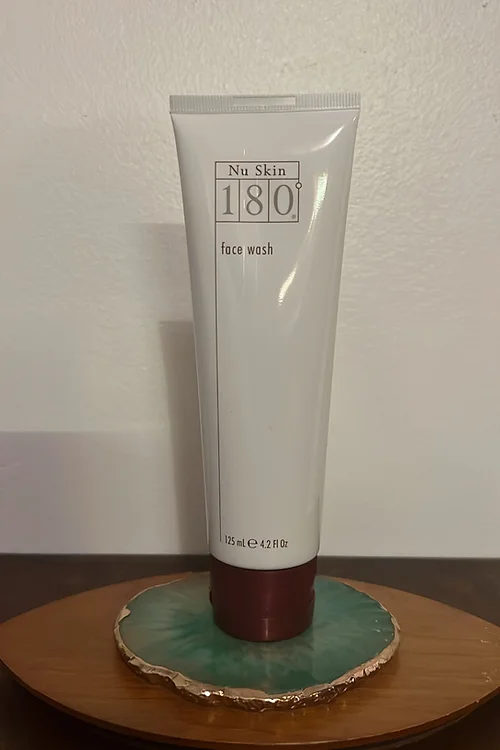 Nu Skin
180°®
face wash
125 mL ℮ 4.2 Fl Oz